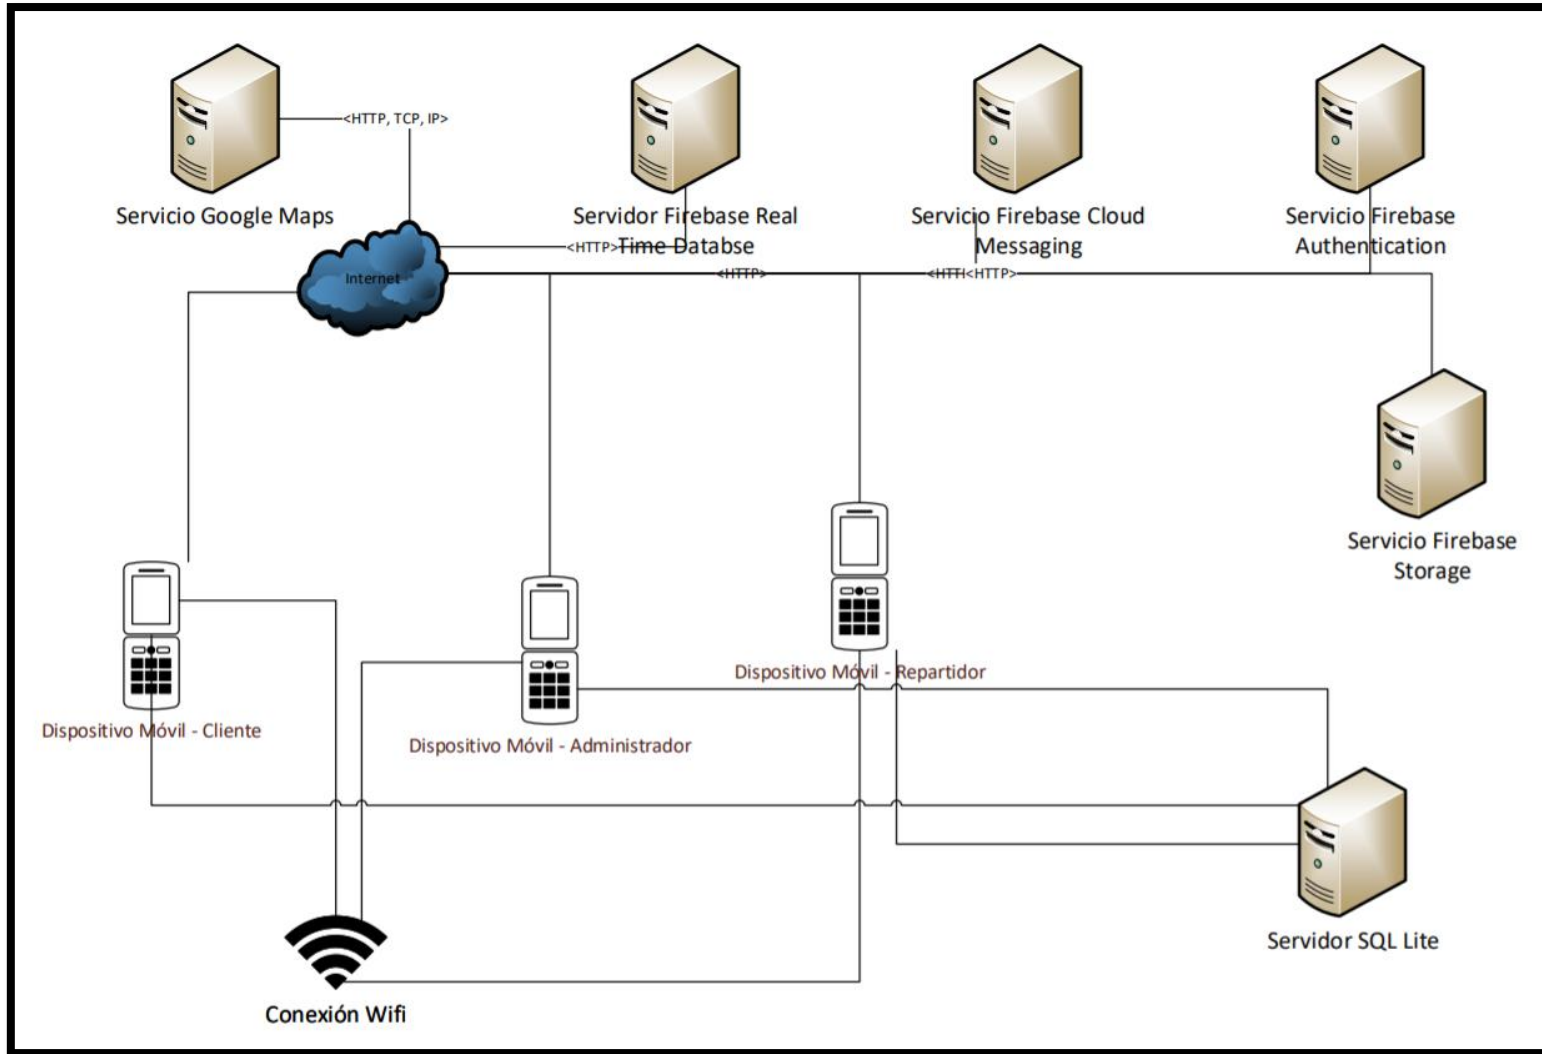 <HTTP, TCP, IP>
Servicio Google Maps
Servidor Firebase Real
Time Databse
Servicio Firebase Cloud
Messaging
Servicio Firebase
Authentication
<HTTP>
Internet
<HTTP>
<HTTI
<HTTP>
Servicio Firebase
Storage
Dispositivo Móvil - Repartidor
Dispositivo Móvil - Cliente
Dispositivo Móvil - Administrador
Servidor SQL Lite
Conexión Wifi